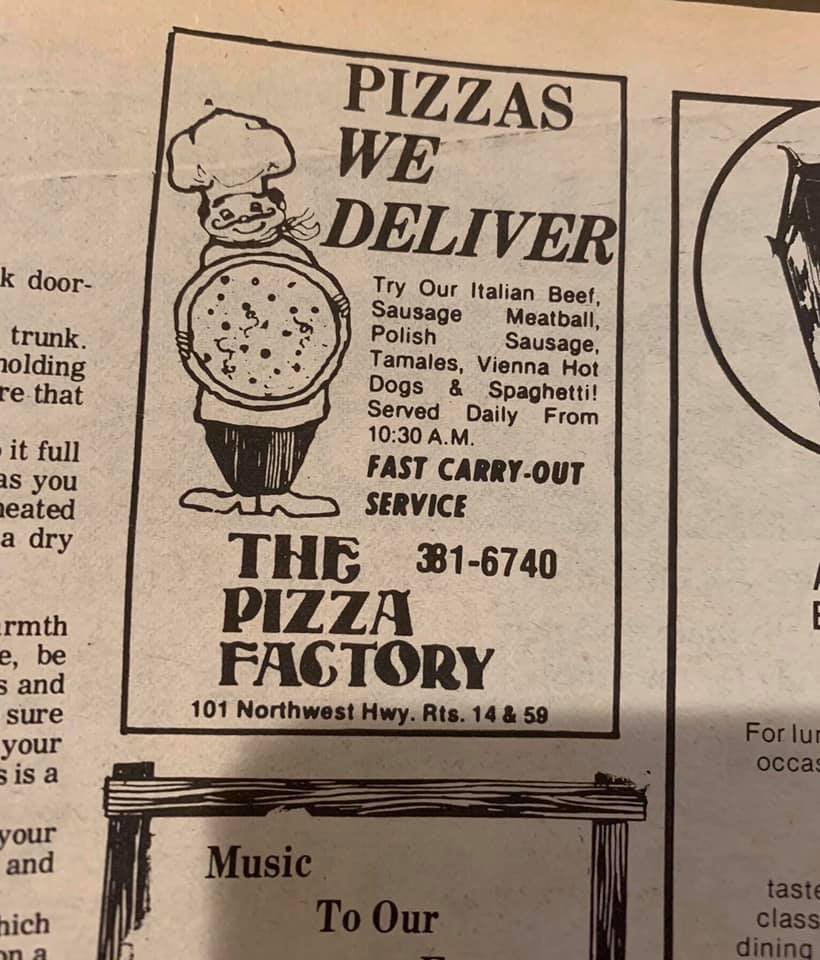 k door-
trunk.
holding
re that
it full
as you
heated
a dry
rmth
e, be
s and
sure
your
s is a
your
and
hich
on a
PIZZAS
WE
DELIVER
Try Our Italian Beef,
Sausage Meatball,
Polish Sausage,
Tamales, Vienna Hot
Dogs & Spaghetti!
Served Daily From
10:30 A.M.
FAST CARRY-OUT
SERVICE
THE 381-6740
PIZZA
FACTORY
101 Northwest Hwy. Rts. 14 & 59
Music
To Our
For lun
occas
taste
class
dining